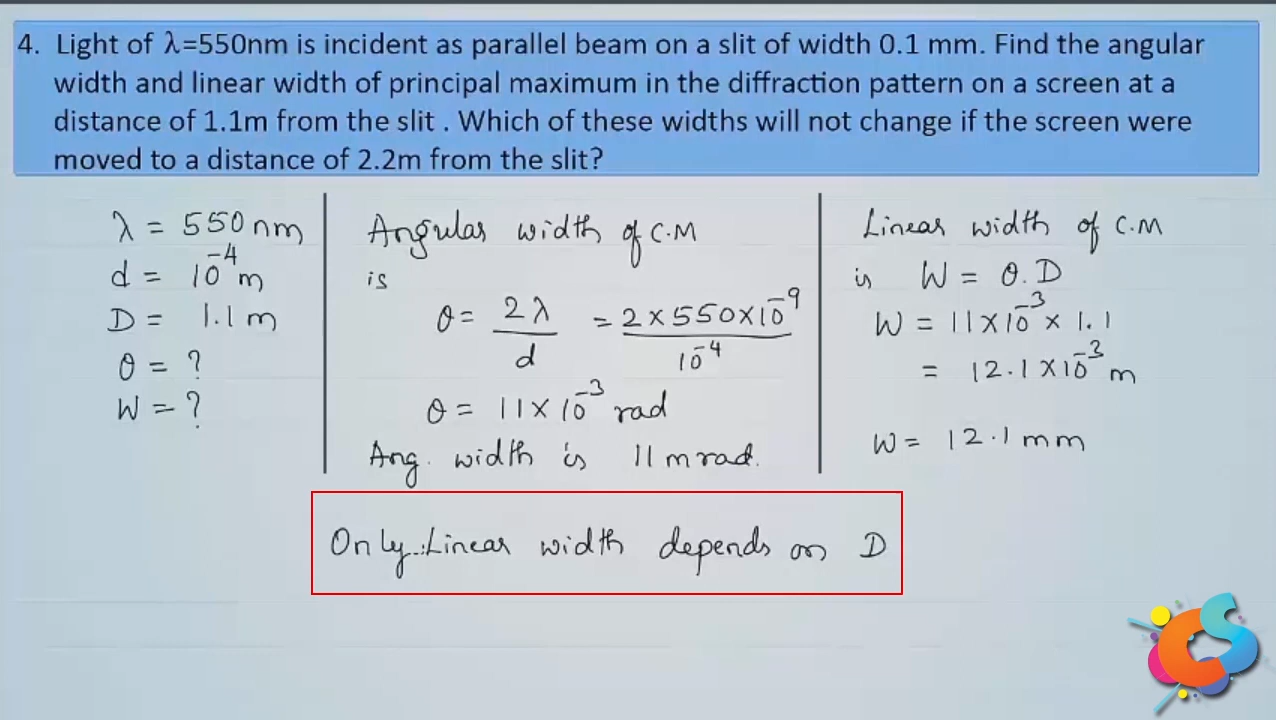 4. Light of λ=550nm is incident as parallel beam on a slit of width 0.1 mm. Find the angular
width and linear width of principal maximum in the diffraction pattern on a screen at a
distance of 1.1m from the slit . Which of these widths will not change if the screen were
moved to a distance of 2.2m from the slit?
λ = 550 nm
d = 10⁻⁴ m
D = 1.1 m
θ = ?
W = ?
Angular width of C.M
is
θ = 2λ/d = 2×550×10⁻⁹/10⁻⁴
θ = 11×10⁻³ rad
Ang. width is 11 mrad.
Linear width of C.M
is W = θ.D
W = 11×10⁻³ × 1.1
= 12.1×10⁻³ m
W = 12.1 mm
Only Linear width depends on D
CS